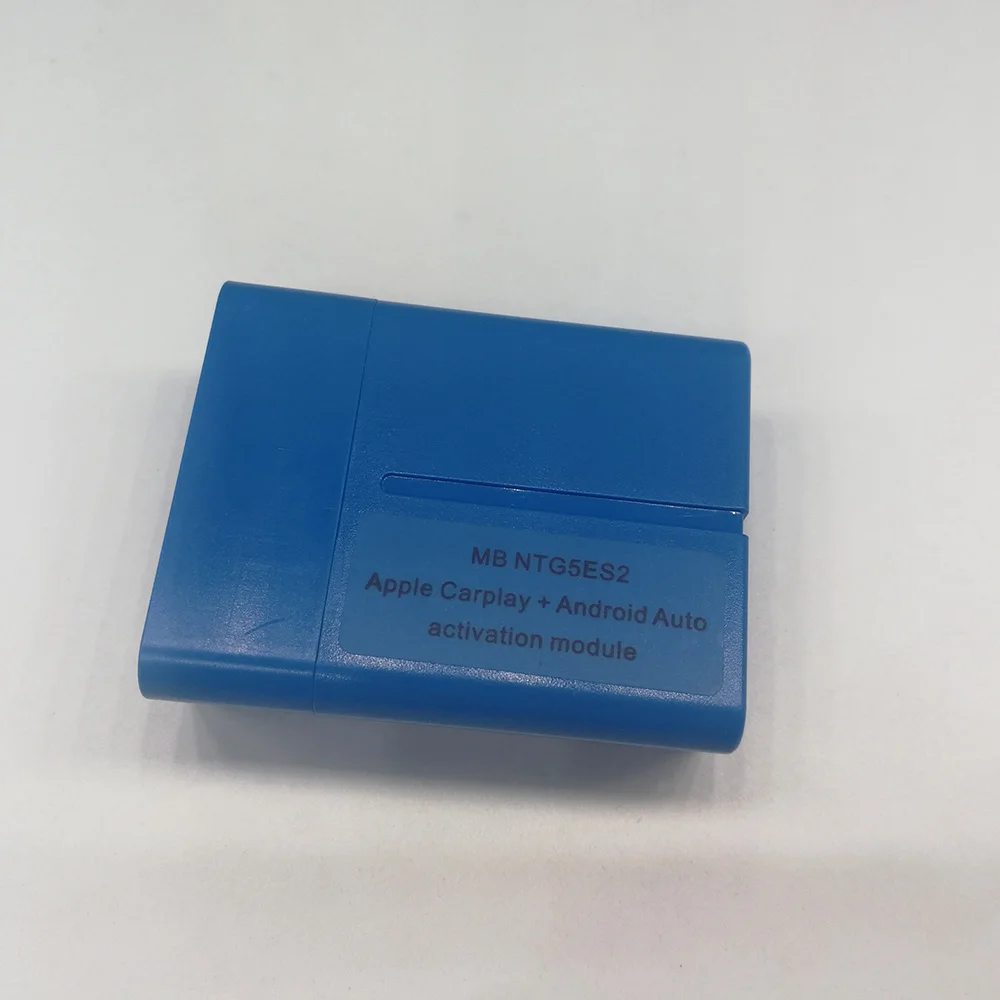 MB NTG5ES2
Apple Carplay + Android Auto
activation module